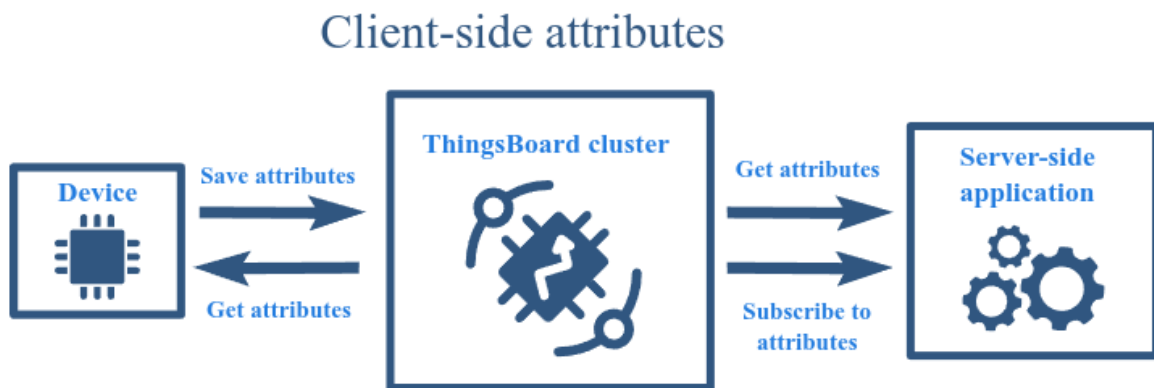 Client-side attributes
Device
Save attributes
Get attributes
ThingsBoard cluster
Get attributes
Subscribe to
attributes
Server-side
application